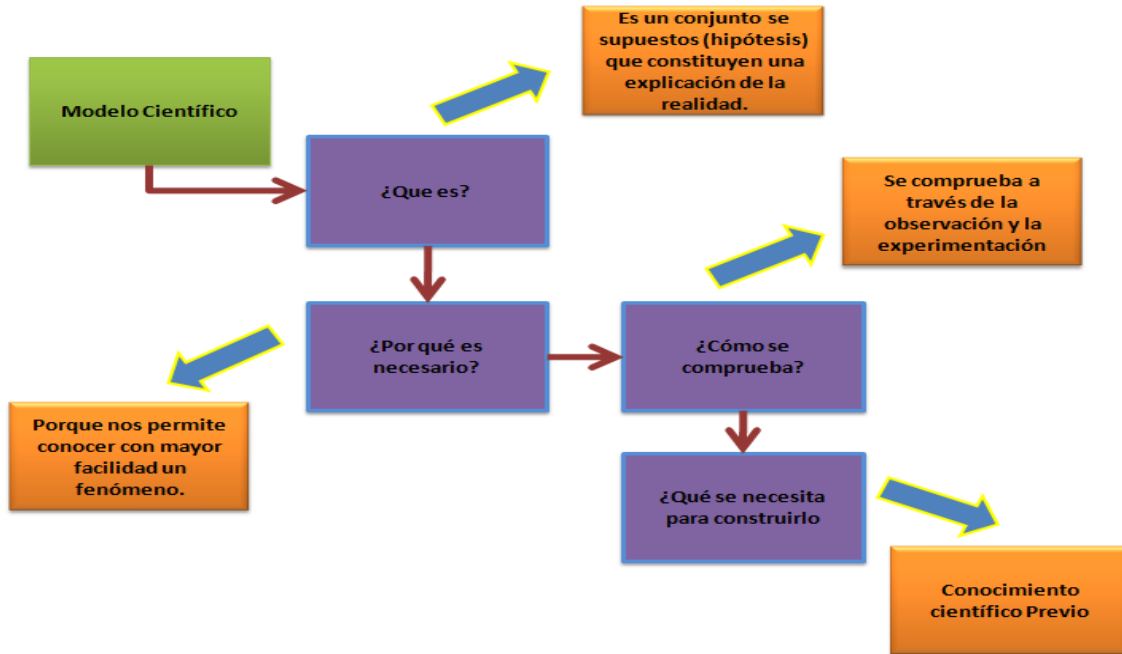 Modelo Científico
¿Que es?
Es un conjunto se
supuestos (hipótesis)
que constituyen una
explicación de la
realidad.
¿Por qué es
necesario?
Porque nos permite
conocer con mayor
facilidad un
fenómeno.
¿Cómo se
comprueba?
Se comprueba a
través de la
observación y la
experimentación
¿Qué se necesita
para construirlo
Conocimiento
científico Previo